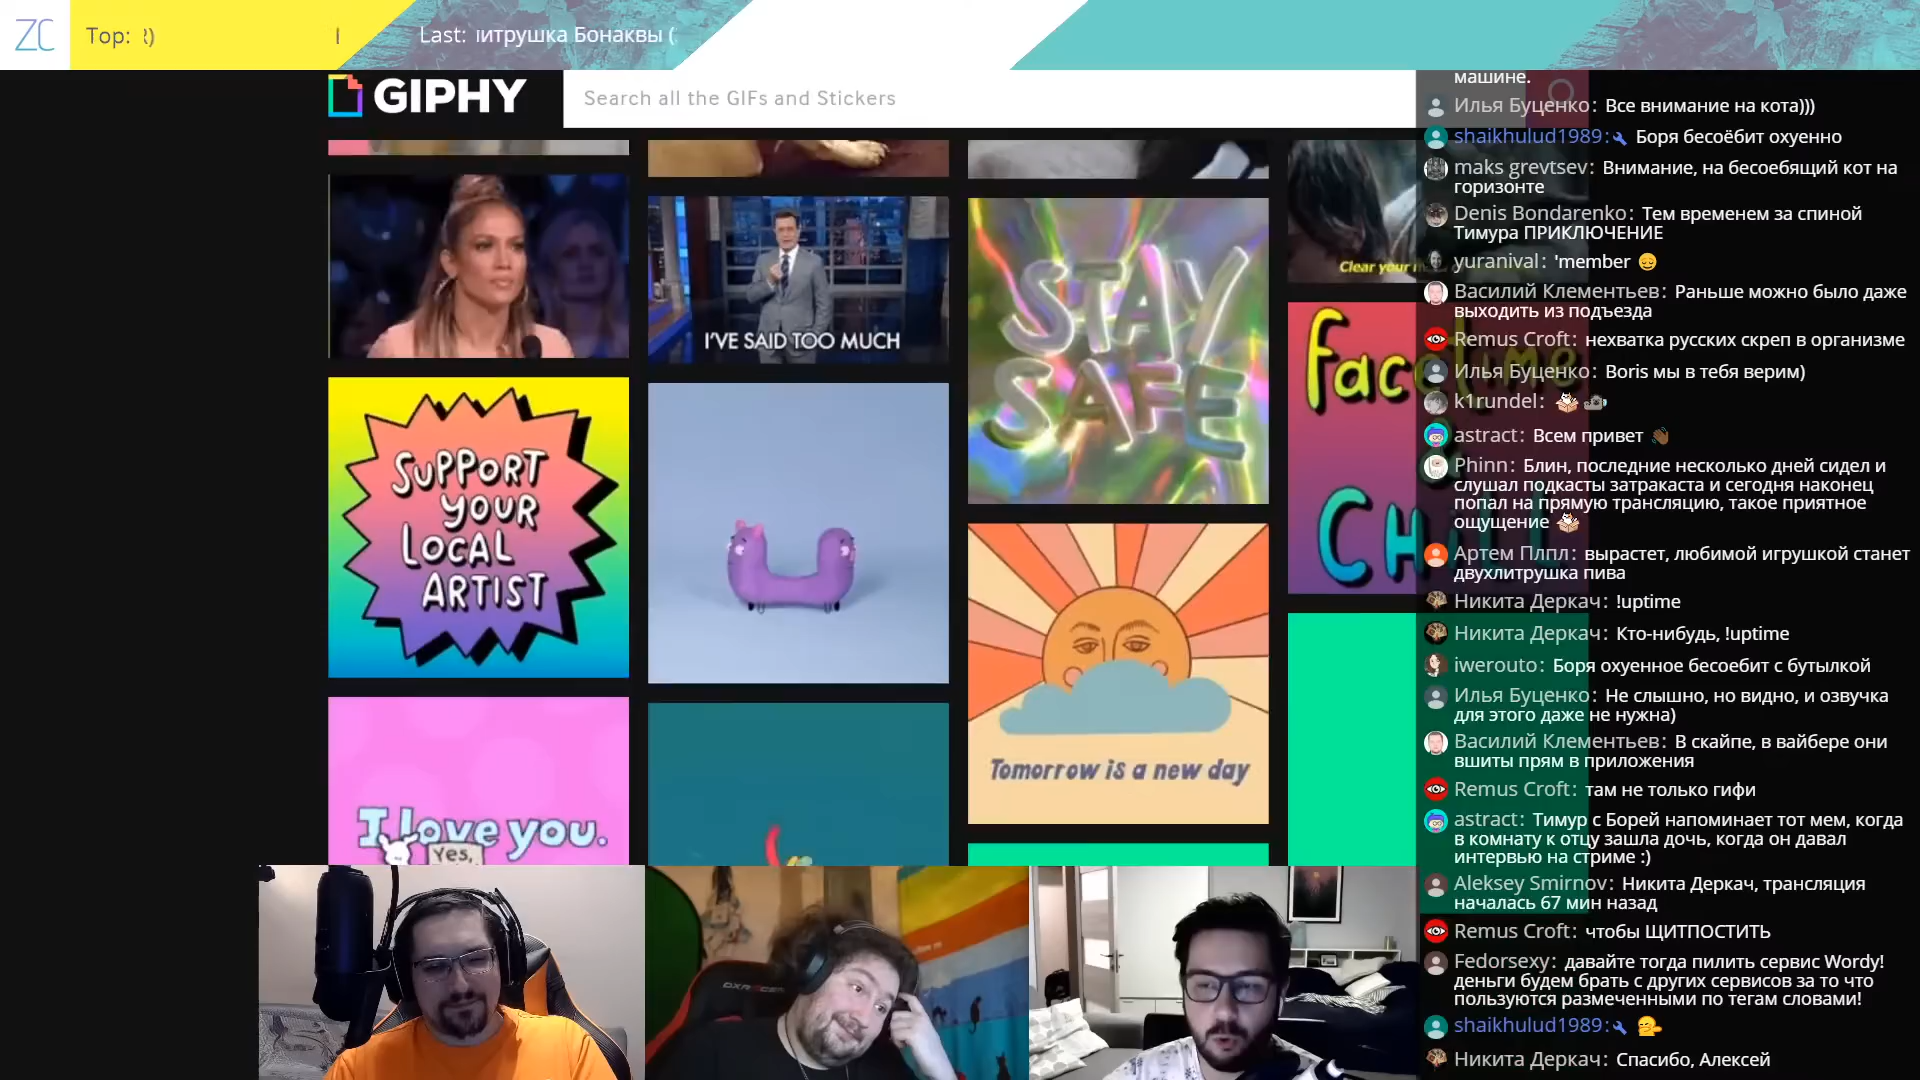 ZC
Top:
Last: итрушка Бонаквы (
GIPHY
Search all the GIFs and Stickers
I'VE SAID TOO MUCH
STAY
SAFE
Clear your
SUPPORT
YOUR
LOCAL
ARTIST
Facetime
Chill
Tomorrow is a new day
I love you.
Yes,
DXRACER
машине.
Илья Буценко: Все внимание на кота)))
shaikhulud1989: Боря бесоёбит охуенно
maks grevtsev: Внимание, на бесоебящий кот на
горизонте
Denis Bondarenko: Тем временем за спиной
Тимура ПРИКЛЮЧЕНИЕ
yuranival: 'member 😌
Василий Клементьев: Раньше можно было даже
выходить из подъезда
Remus Croft: нехватка русских скреп в организме
Илья Буценко: Boris мы в тебя верим)
k1rundel:
astract: Всем привет 👋🏾
Phinn: Блин, последние несколько дней сидел и
слушал подкасты затракаста и сегодня наконец
попал на прямую трансляцию, такое приятное
ощущение
Артем Плпл: вырастет, любимой игрушкой станет
двухлитрушка пива
Никита Деркач: !uptime
Никита Деркач: Кто-нибудь, !uptime
iwerouto: Боря охуенное бесоебит с бутылкой
Илья Буценко: Не слышно, но видно, и озвучка
для этого даже не нужна)
Василий Клементьев: В скайпе, в вайбере они
вшиты прям в приложения
Remus Croft: там не только гифи
astract: Тимур с Борей напоминает тот мем, когда
в комнату к отцу зашла дочь, когда он давал
интервью на стриме :)
Aleksey Smirnov: Никита Деркач, трансляция
началась 67 мин назад
Remus Croft: чтобы ЩИТПОСТИТЬ
Fedorsexy: давайте тогда пилить сервис Wordy!
деньги будем брать с других сервисов за то что
пользуются размеченными по тегам словами!
shaikhulud1989:
Никита Деркач: Спасибо, Алексей